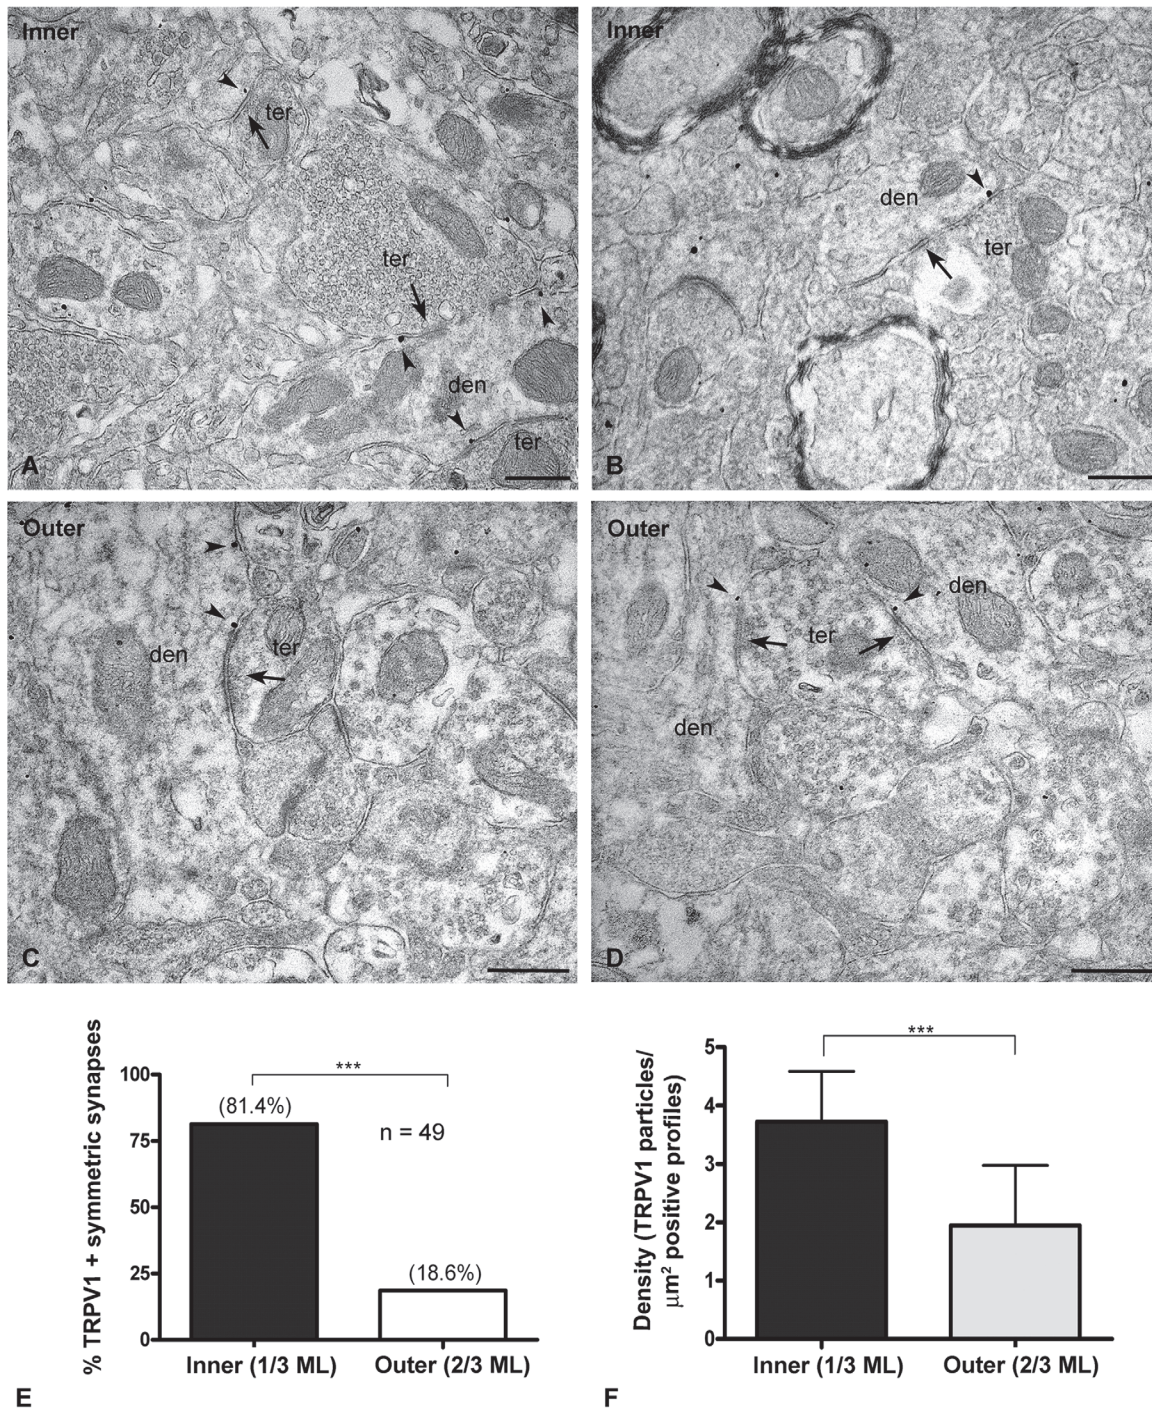 Inner
ter
ter
den
ter
A
Inner
den
ter
B
Outer
den
ter
C
Outer
den
ter
den
D
% TRPV1 + symmetric synapses
100
75
50
25
0
***
(81.4%)
n = 49
(18.6%)
Inner (1/3 ML)
Outer (2/3 ML)
E
Density (TRPV1 particles/
μm² positive profiles)
5
4
3
2
1
0
***
Inner (1/3 ML)
Outer (2/3 ML)
F